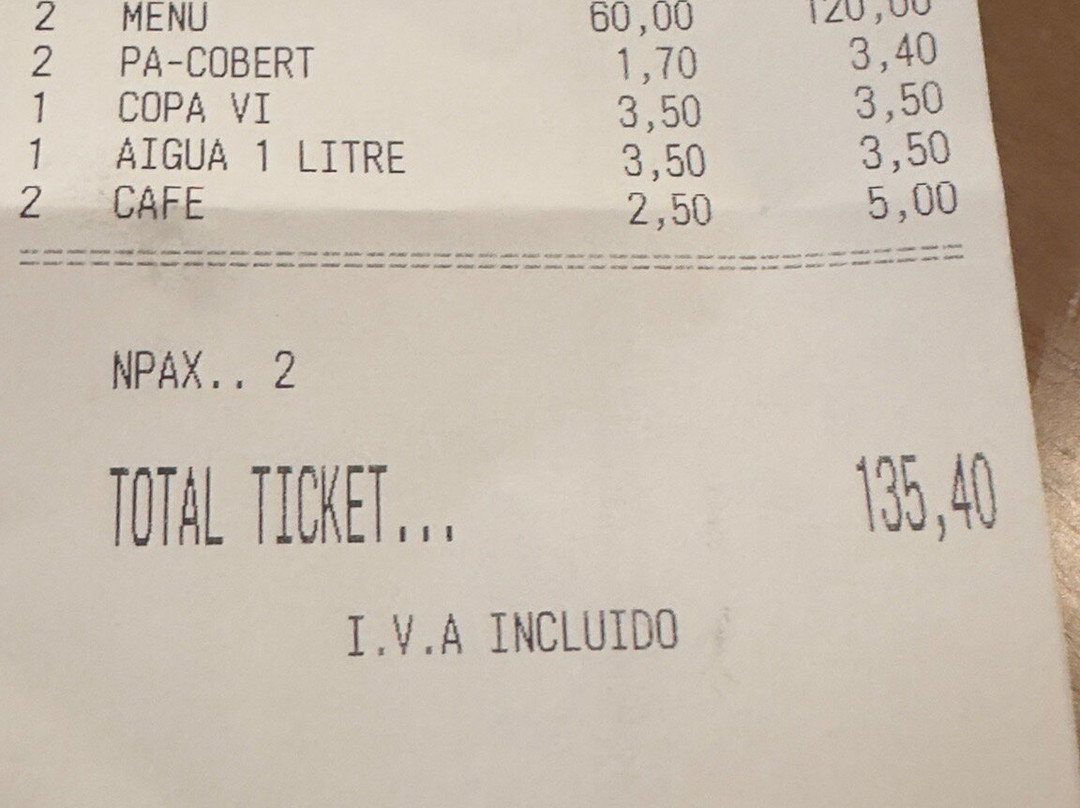 2 MENU 60,00 120,00
2 PA-COBERT 1,70 3,40
1 COPA VI 3,50 3,50
1 AIGUA 1 LITRE 3,50 3,50
2 CAFE 2,50 5,00
NPAX.. 2
TOTAL TICKET... 135,40
I.V.A INCLUIDO